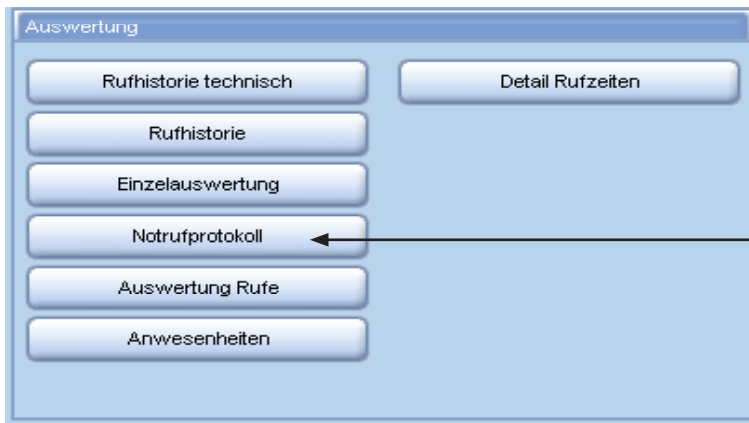 Auswertung
Rufhistorie technisch
Detail Rufzeiten
Rufhistorie
Einzelauswertung
Notrufprotokoll
Auswertung Rufe
Anwesenheiten